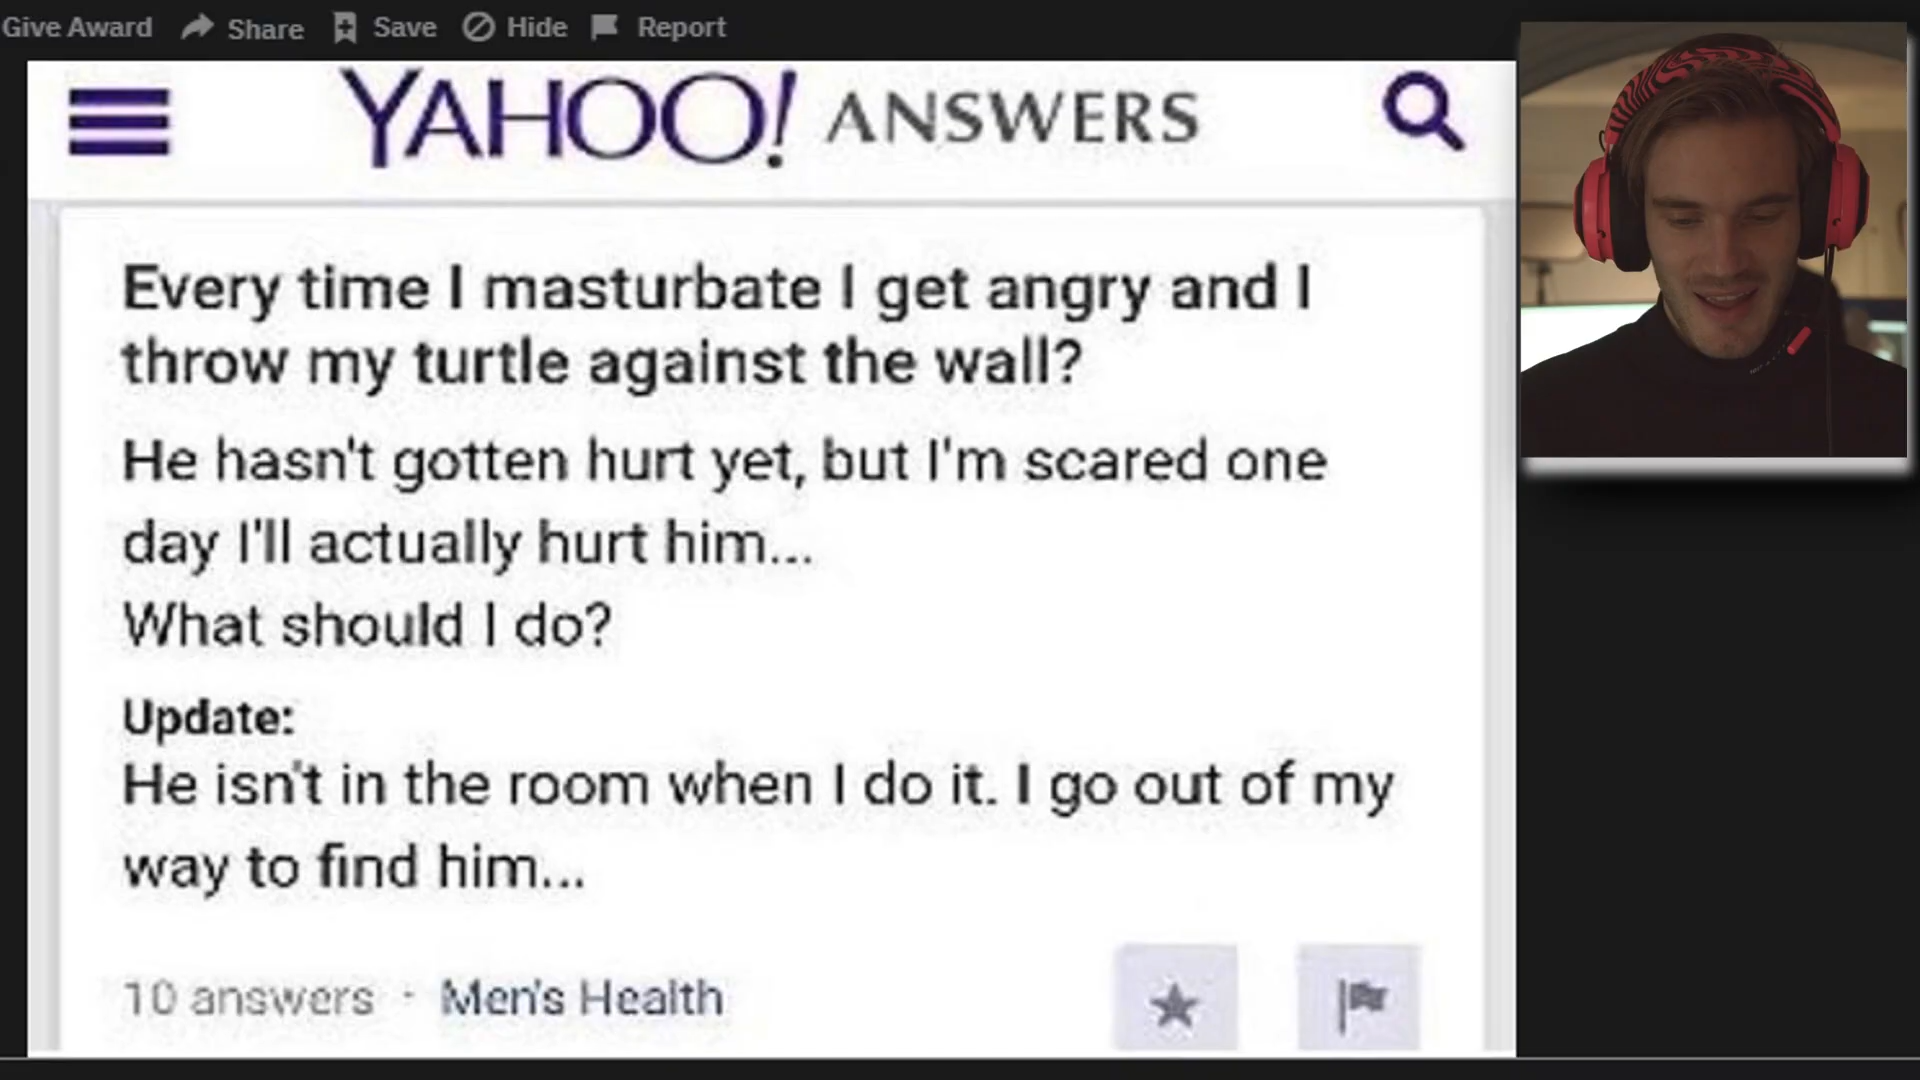 Give Award Share Save Hide Report
YAHOO! ANSWERS
Every time I masturbate I get angry and I
throw my turtle against the wall?
He hasn't gotten hurt yet, but I'm scared one
day I'll actually hurt him...
What should I do?
Update:
He isn't in the room when I do it. I go out of my
way to find him...
10 answers · Men's Health